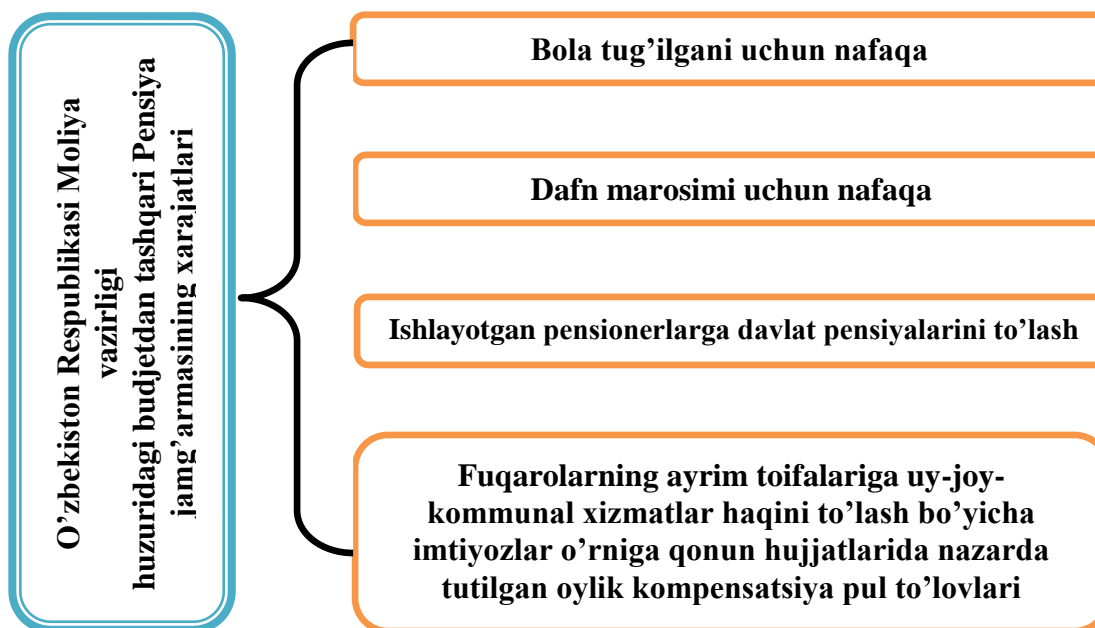 O’zbekiston Respublikasi Moliya
vazirligi
huzuridagi budjetdan tashqari Pensiya
jamg’armasining xarajatlari
Bola tug’ilgani uchun nafaqa
Dafn marosimi uchun nafaqa
Ishlayotgan pensionerlarga davlat pensiyalarini to’lash
Fuqarolarning ayrim toifalariga uy-joy-
kommunal xizmatlar haqini to’lash bo’yicha
imtiyozlar o’rniga qonun hujjatlarida nazarda
tutilgan oylik kompensatsiya pul to’lovlari